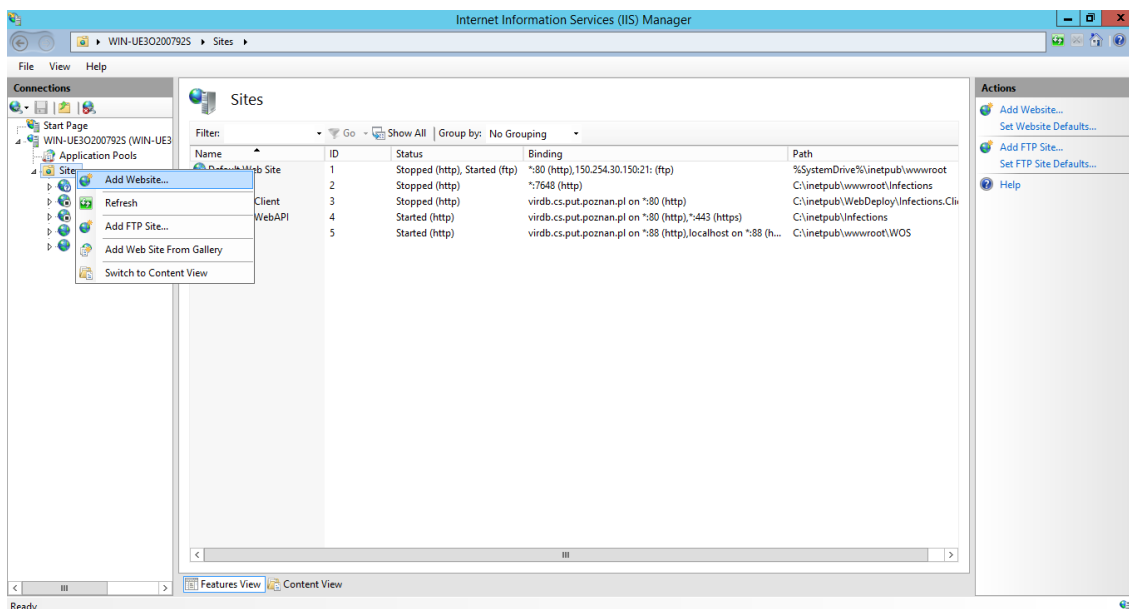 Internet Information Services (IIS) Manager
WIN-UE3O200792S Sites
File View Help
Connections
Start Page
WIN-UE3O200792S (WIN-UE3
Application Pools
Site
Add Website...
Refresh
Add FTP Site...
Add Web Site From Gallery
Switch to Content View
Sites
Filter: Go Show All Group by: No Grouping
Name ID Status Binding Path
Default Web Site 1 Stopped (http), Started (ftp) *:80 (http),150.254.30.150:21: (ftp) %SystemDrive%\inetpub\wwwroot
2 Stopped (http) *:7648 (http) C:\inetpub\wwwroot\Infections
Client 3 Stopped (http) virdb.cs.put.poznan.pl on *:80 (http) C:\inetpub\WebDeploy\Infections.Cli
WebAPI 4 Started (http) virdb.cs.put.poznan.pl on *:80 (http),*:443 (https) C:\inetpub\Infections
5 Started (http) virdb.cs.put.poznan.pl on *:88 (http),localhost on *:88 (h... C:\inetpub\wwwroot\WOS
Features View Content View
Actions
Add Website...
Set Website Defaults...
Add FTP Site...
Set FTP Site Defaults...
Help
Ready